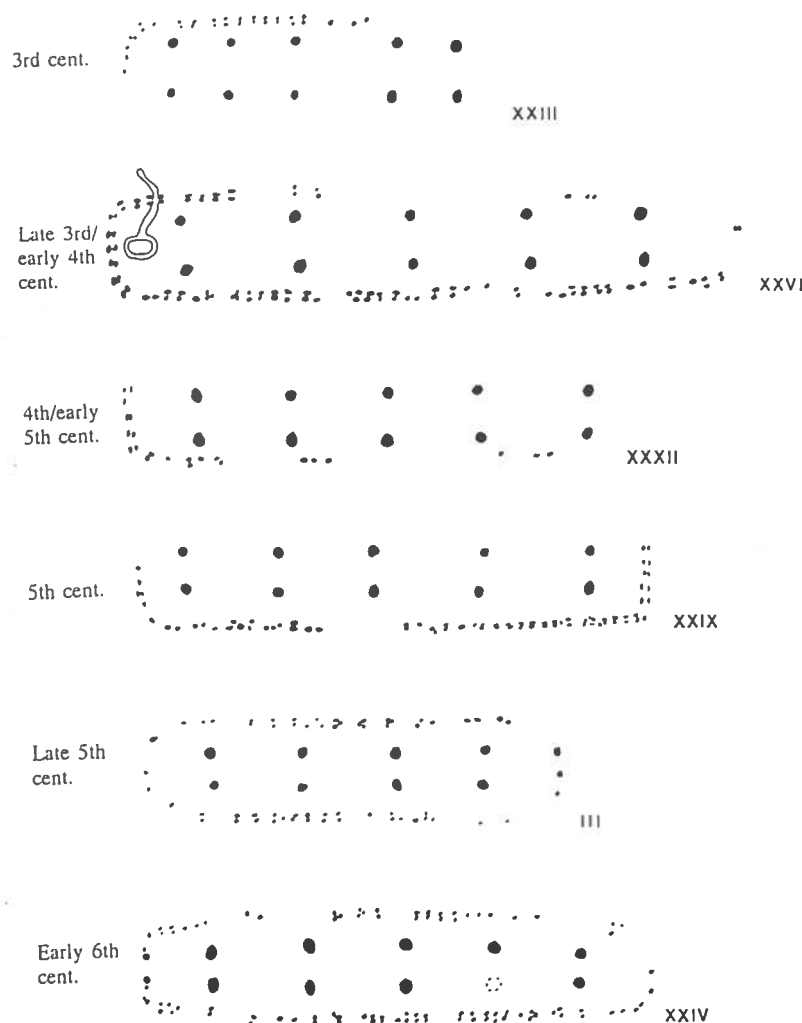 3rd cent.
XXIII
Late 3rd/
early 4th
cent.
XXVI
4th/early
5th cent.
XXXII
5th cent.
XXIX
Late 5th
cent.
III
Early 6th
cent.
XXIV